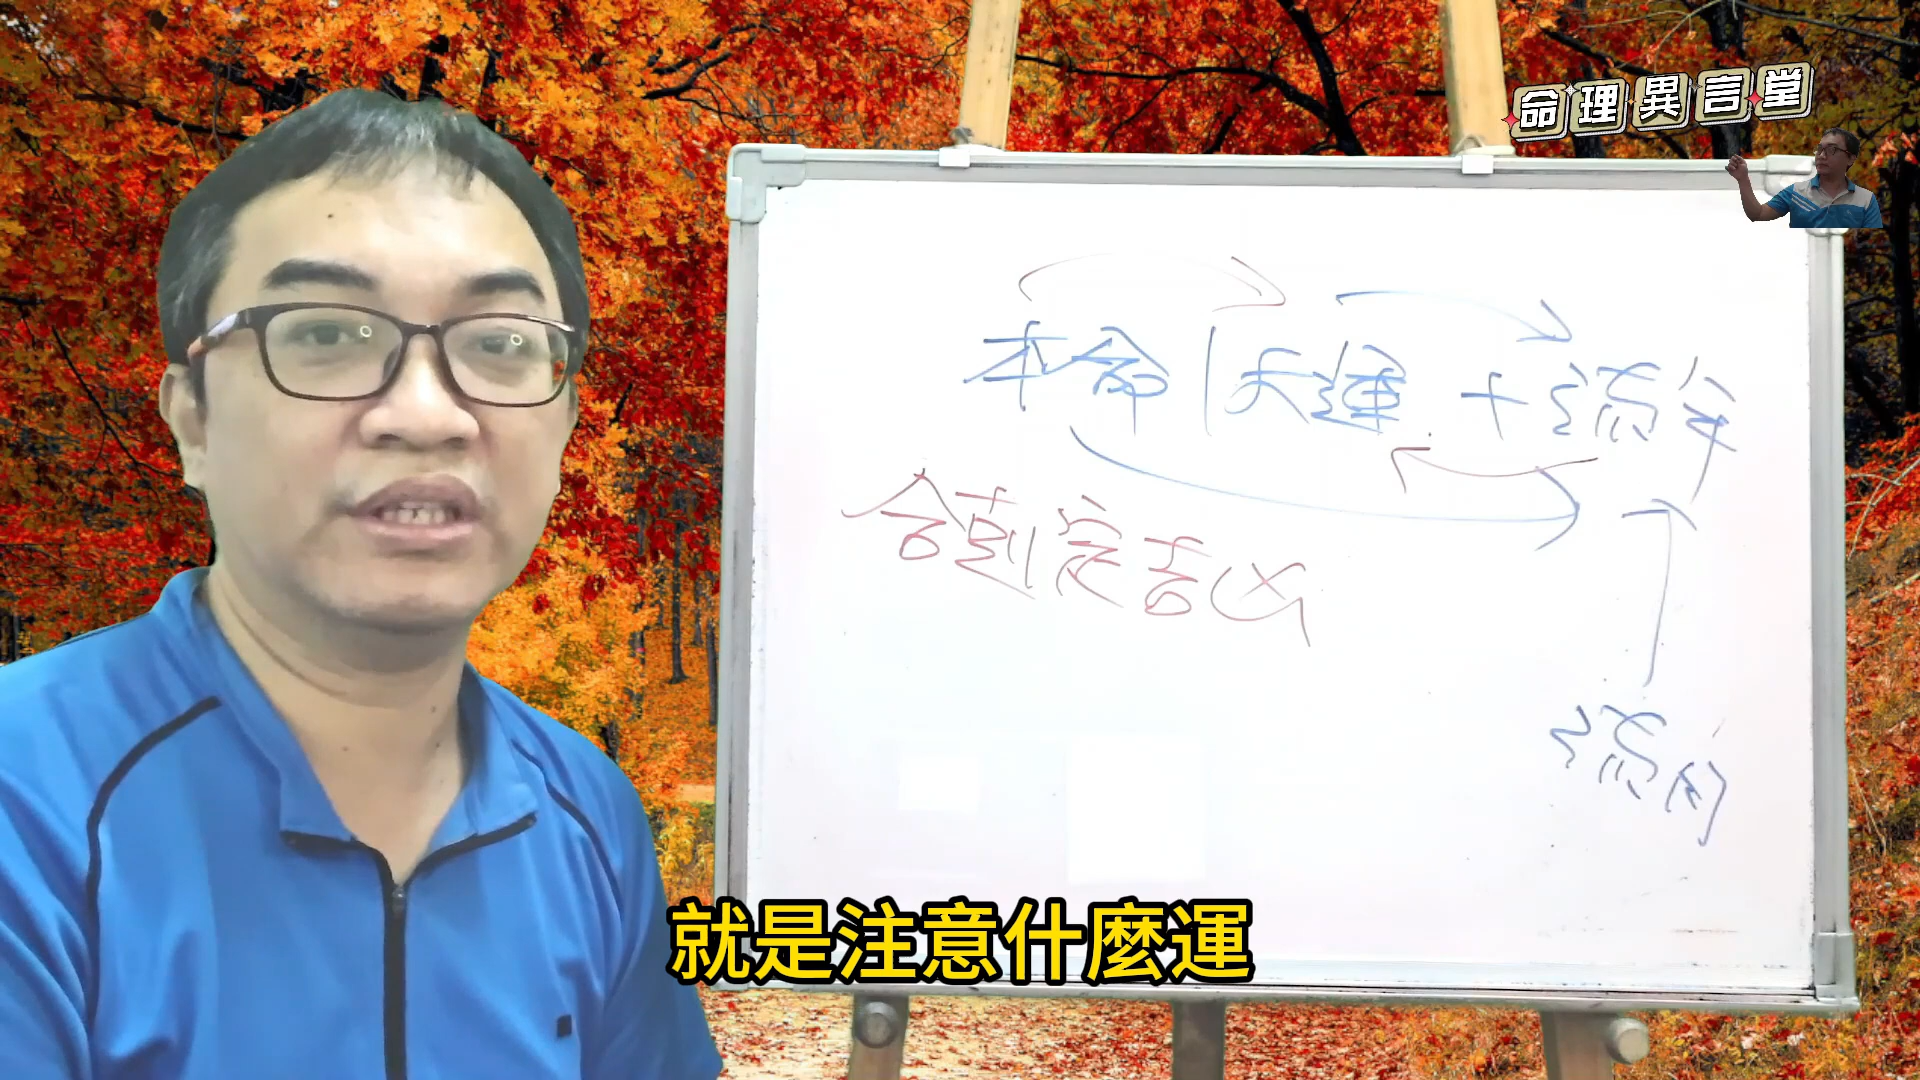 命理異言堂
本命|大運+流年
合剋定吉凶
流月
就是注意什麼運